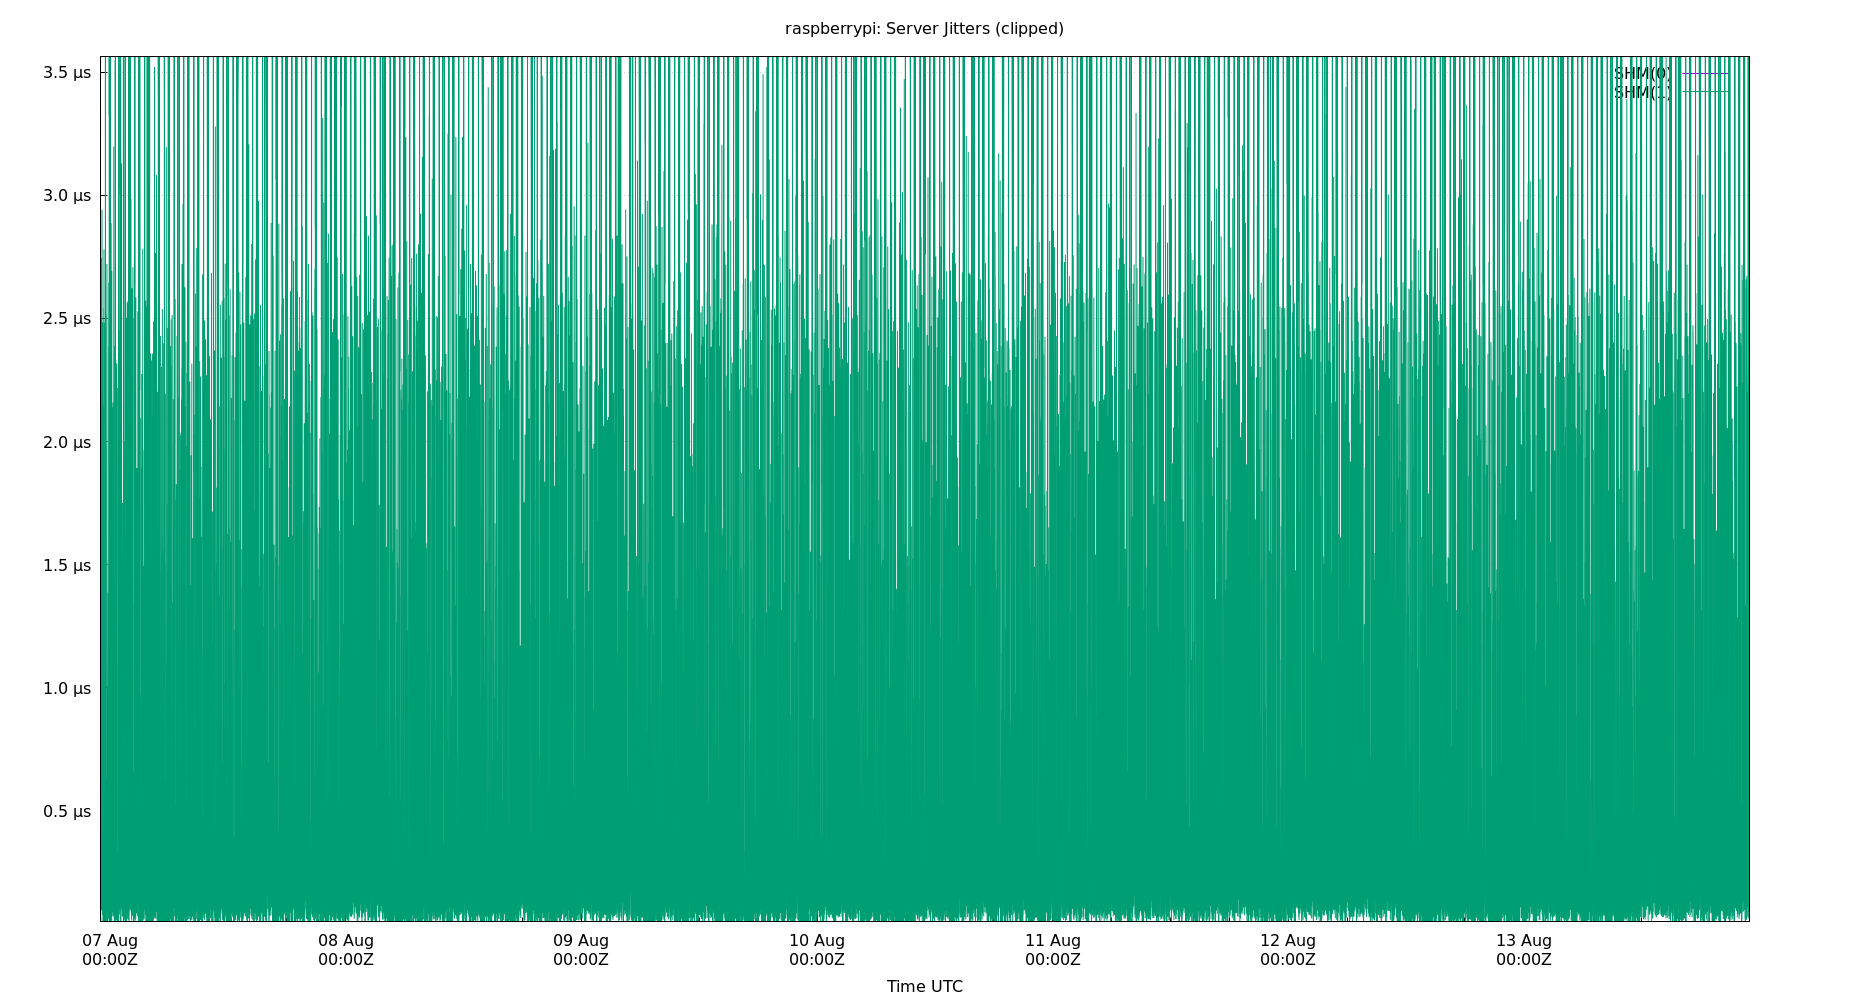 raspberrypi: Server Jitters (clipped)
3.5 µs
SHM(0)
SHM(1)
3.0 µs
2.5 µs
2.0 µs
1.5 µs
1.0 µs
0.5 µs
07 Aug 08 Aug 09 Aug 10 Aug 11 Aug 12 Aug 13 Aug
00:00Z 00:00Z 00:00Z 00:00Z 00:00Z 00:00Z 00:00Z
Time UTC